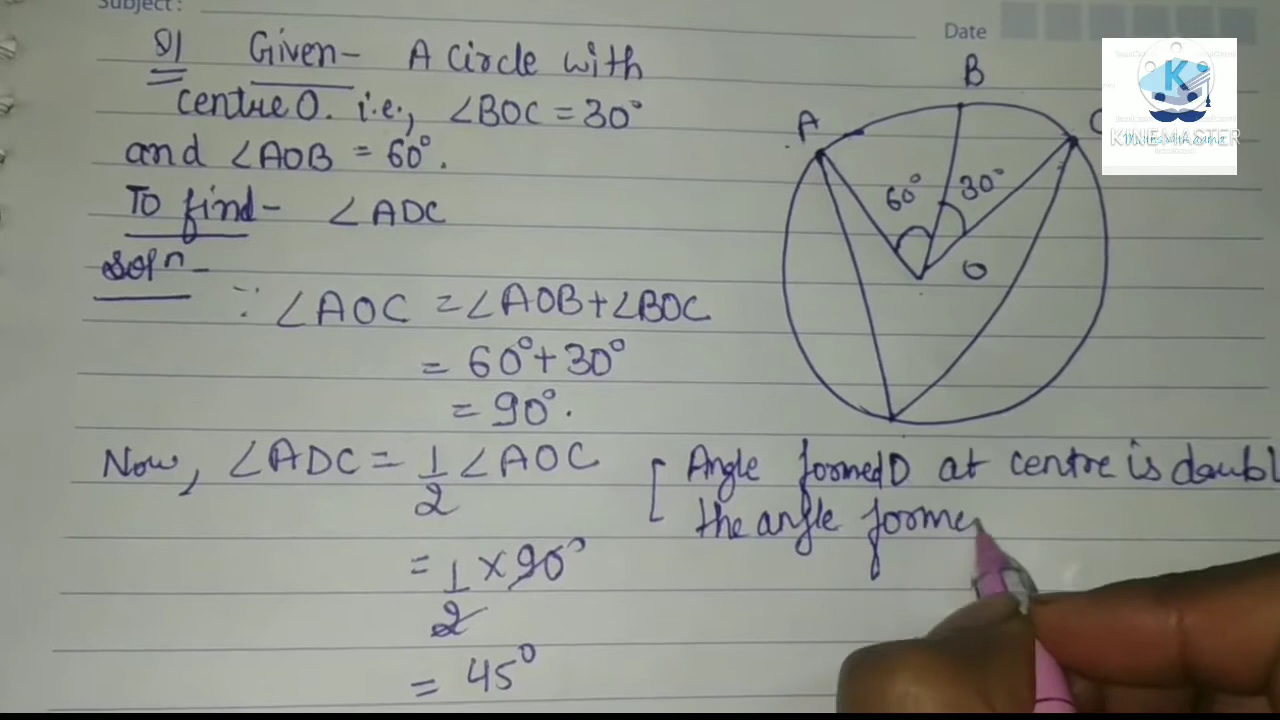 Subject :
Date
Q1 Given- A circle with
centre O. i.e., ∠BOC = 30°
and ∠AOB = 60°.
To find- ∠ADC
Solⁿ-
∵ ∠AOC = ∠AOB + ∠BOC
= 60° + 30°
= 90°.
Now, ∠ADC = 1/2 ∠AOC
= 1/2 × 90°
= 45°
[ Angle formed at centre is doubl
the angle forme
A
B
C
60°
30°
O
D
K
KINEMASTER